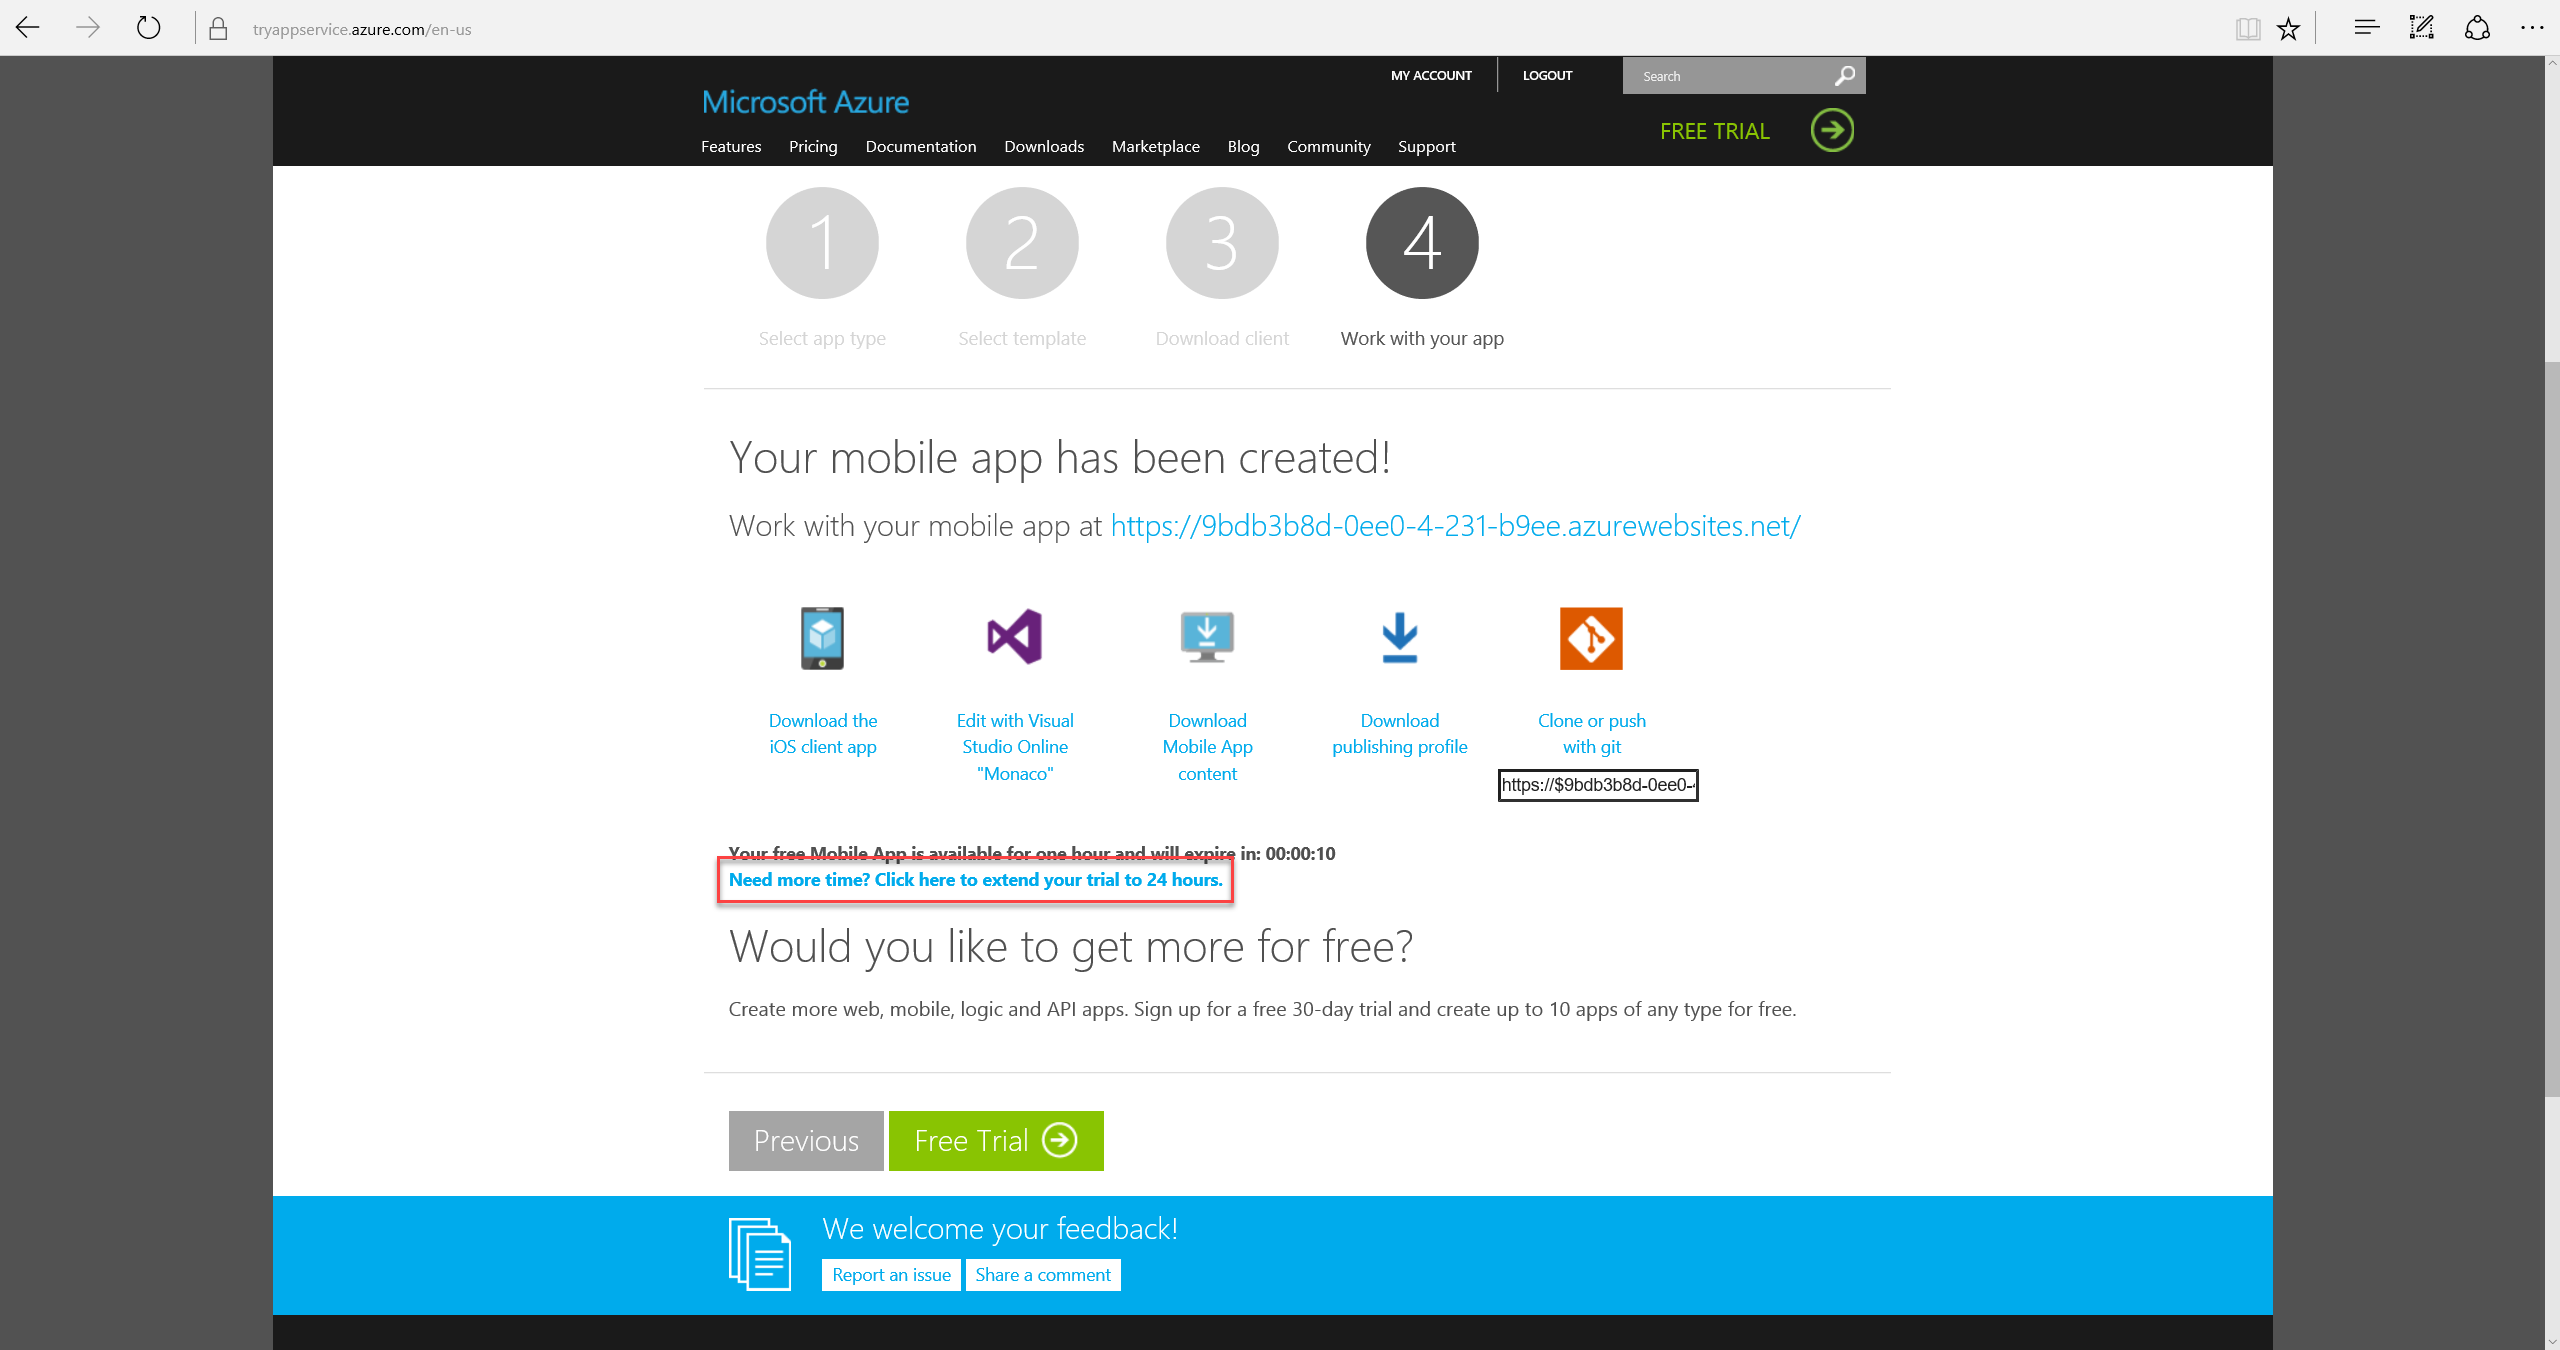 tryappservice.azure.com/en-us
MY ACCOUNT LOGOUT Search
Microsoft Azure
FREE TRIAL
Features Pricing Documentation Downloads Marketplace Blog Community Support
1 2 3 4
Select app type Select template Download client Work with your app
Your mobile app has been created!
Work with your mobile app at https://9bdb3b8d-0ee0-4-231-b9ee.azurewebsites.net/
Download the
iOS client app
Edit with Visual
Studio Online
"Monaco"
Download
Mobile App
content
Download
publishing profile
Clone or push
with git
https://$9bdb3b8d-0ee0-
Your free Mobile App is available for one hour and will expire in: 00:00:10
Need more time? Click here to extend your trial to 24 hours.
Would you like to get more for free?
Create more web, mobile, logic and API apps. Sign up for a free 30-day trial and create up to 10 apps of any type for free.
Previous Free Trial
We welcome your feedback!
Report an issue Share a comment